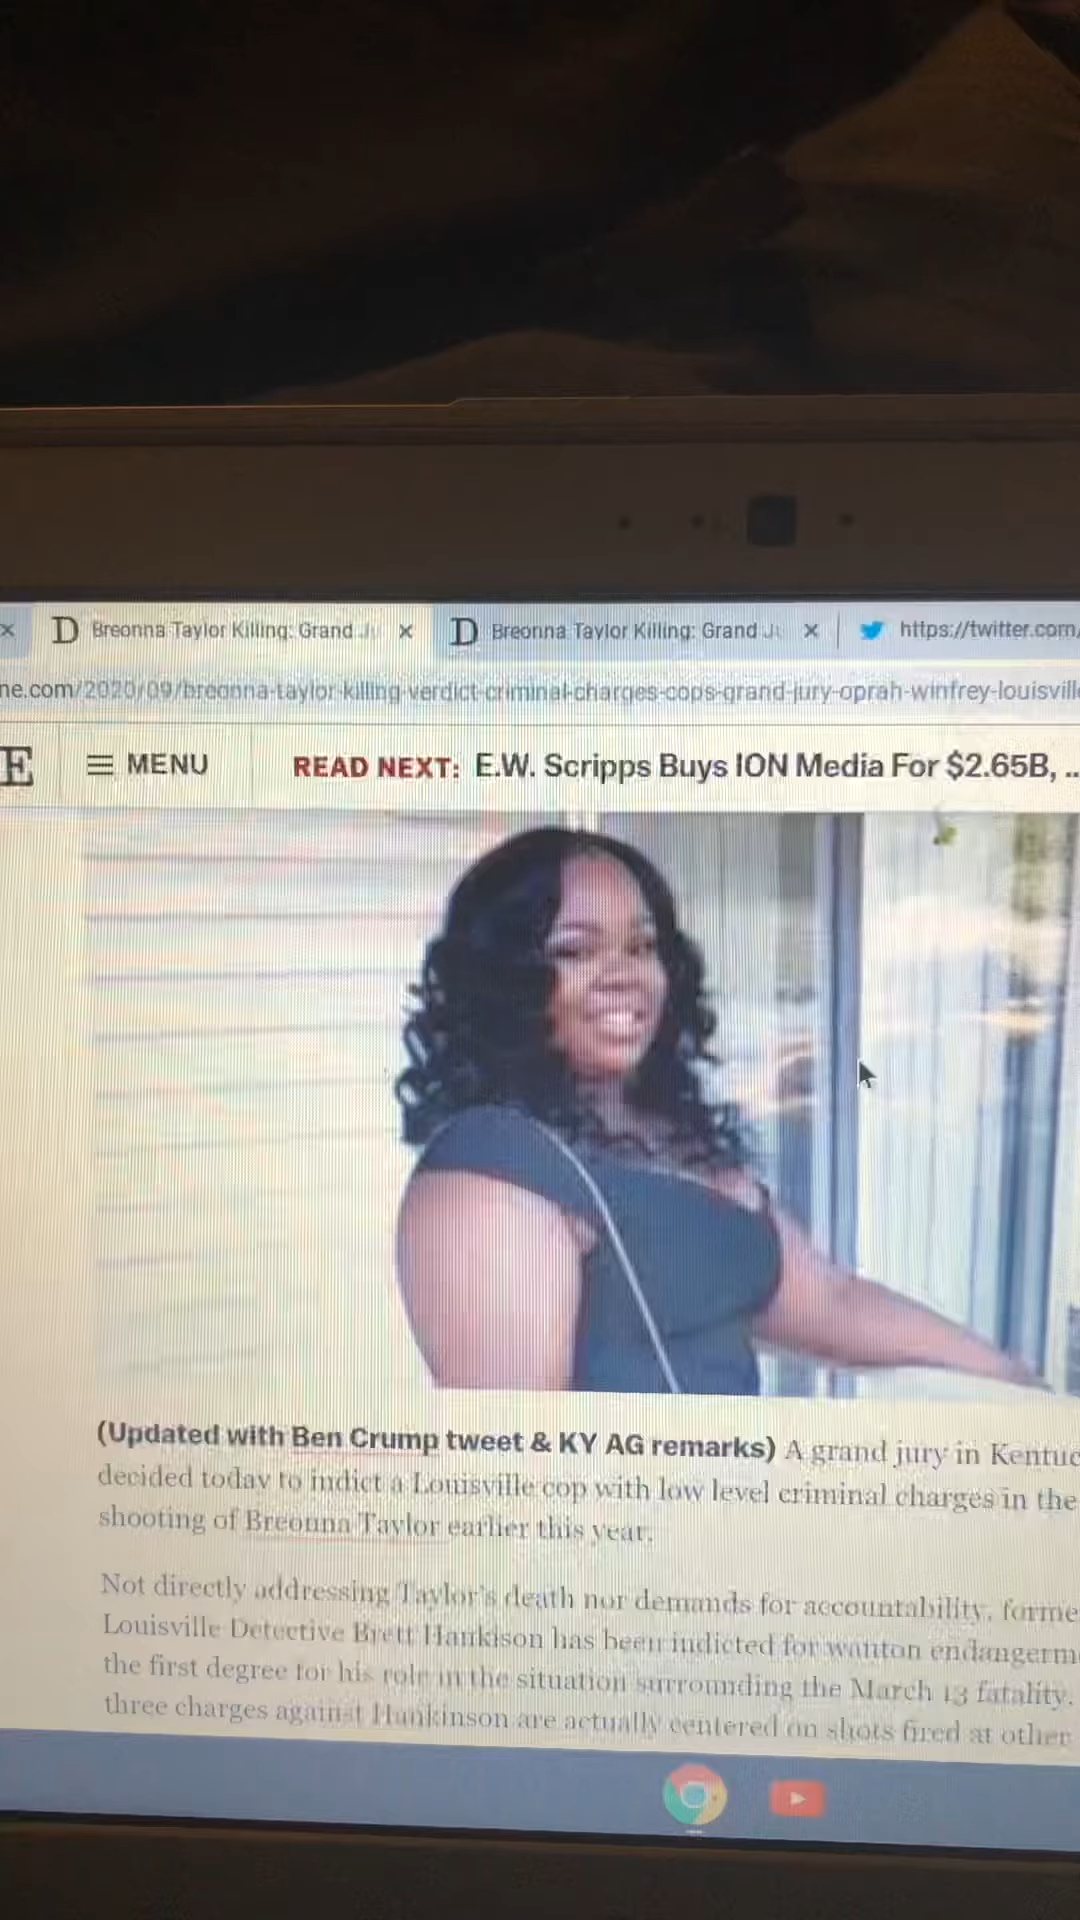 D Breonna Taylor Killing: Grand Ju × D Breonna Taylor Killing: Grand Ju × https://twitter.com/
ne.com/2020/09/breonna-taylor-killing-verdict-criminal-charges-cops-grand-jury-oprah-winfrey-louisville
E MENU READ NEXT: E.W. Scripps Buys ION Media For $2.65B, ...
(Updated with Ben Crump tweet & KY AG remarks) A grand jury in Kentuc
decided today to indict a Louisville cop with low level criminal charges in the
shooting of Breonna Taylor earlier this year.
Not directly addressing Taylor's death nor demands for accountability, forme
Louisville Detective Brett Hankison has been indicted for wanton endangerm
the first degree for his role in the situation surrounding the March 13 fatality.
three charges against Hankinson are actually centered on shots fired at other